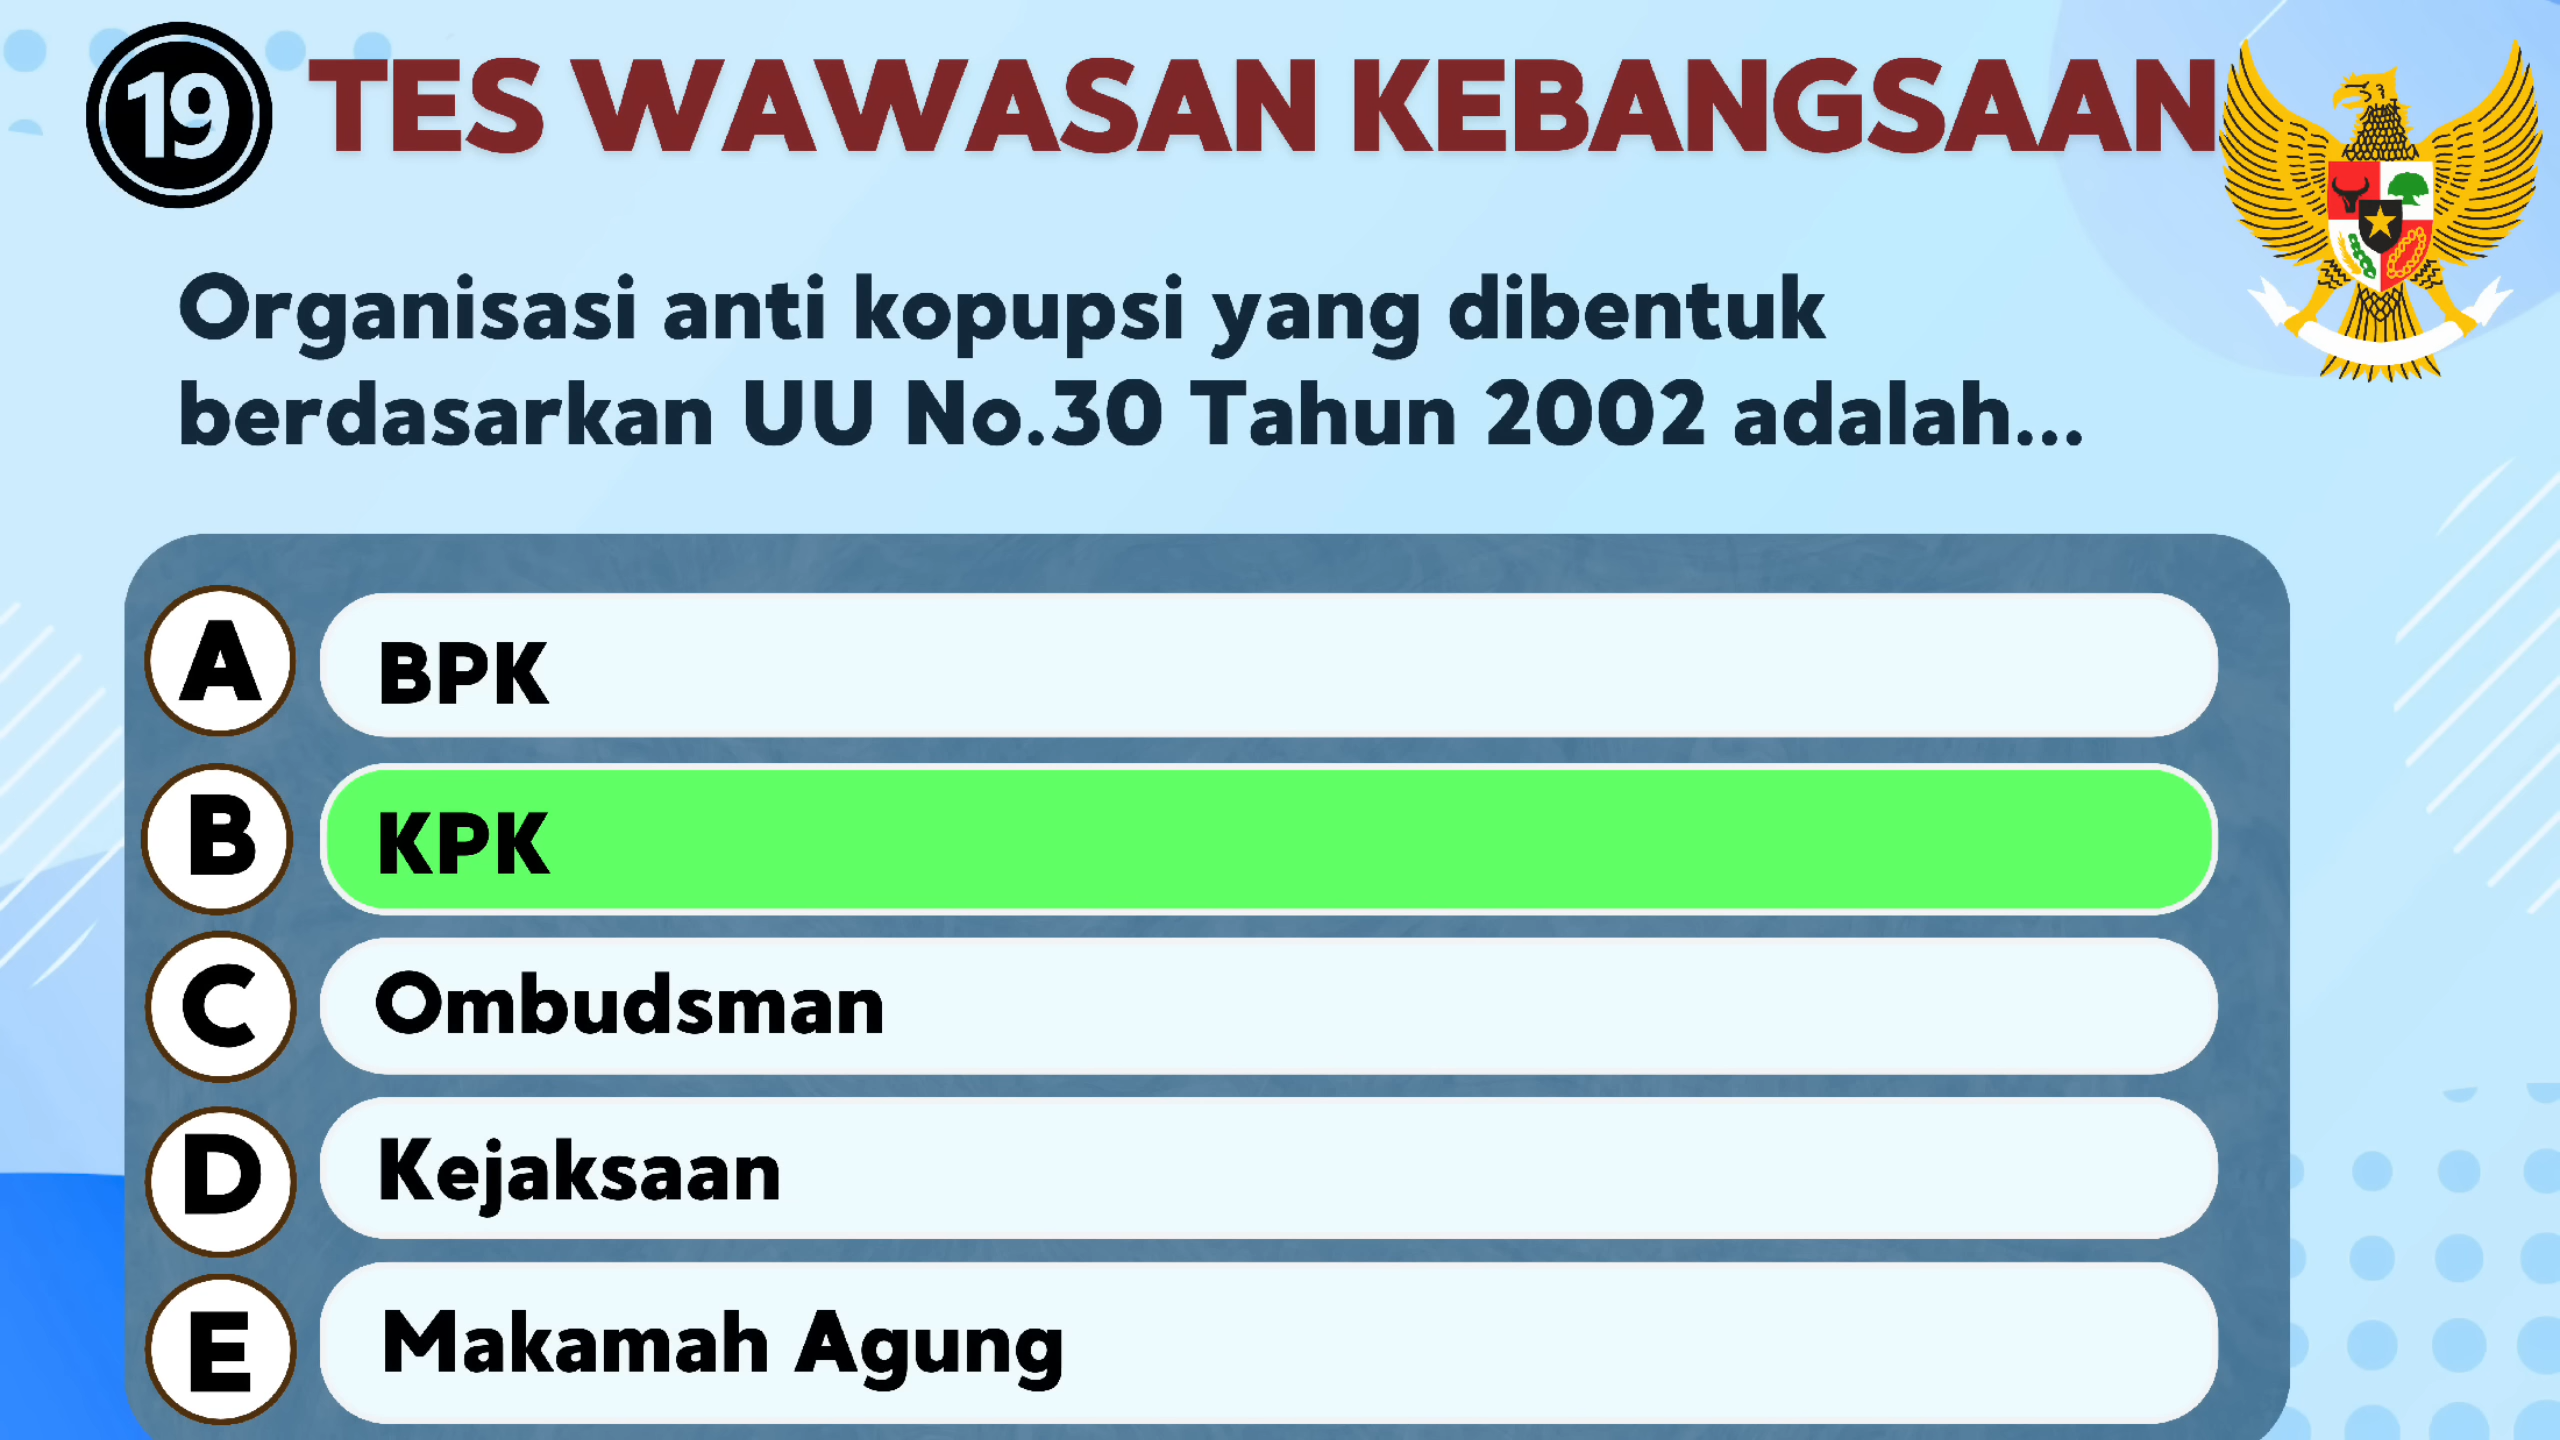 19 TES WAWASAN KEBANGSAAN
Organisasi anti kopupsi yang dibentuk
berdasarkan UU No.30 Tahun 2002 adalah...
A BPK
B KPK
C Ombudsman
D Kejaksaan
E Makamah Agung